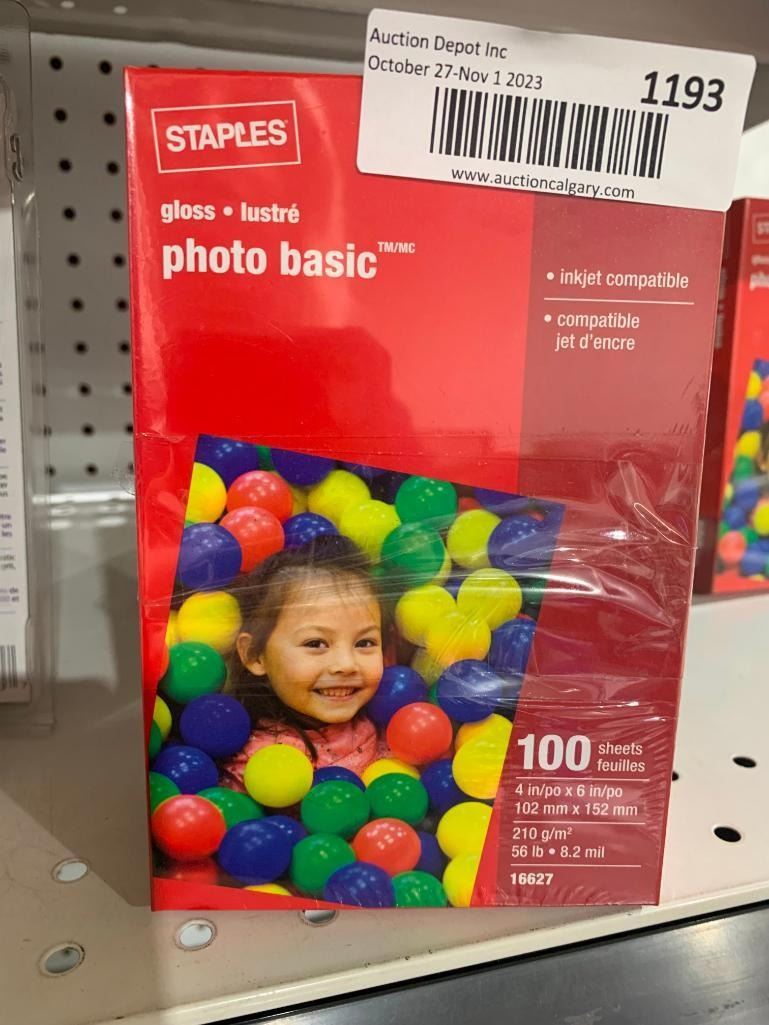 Auction Depot Inc
October 27-Nov 1 2023
1193
www.auctioncalgary.com
STAPLES
gloss • lustré
photo basic™/MC
• inkjet compatible
• compatible
jet d'encre
100 sheets
feuilles
4 in/po x 6 in/po
102 mm x 152 mm
210 g/m²
56 lb • 8.2 mil
16627